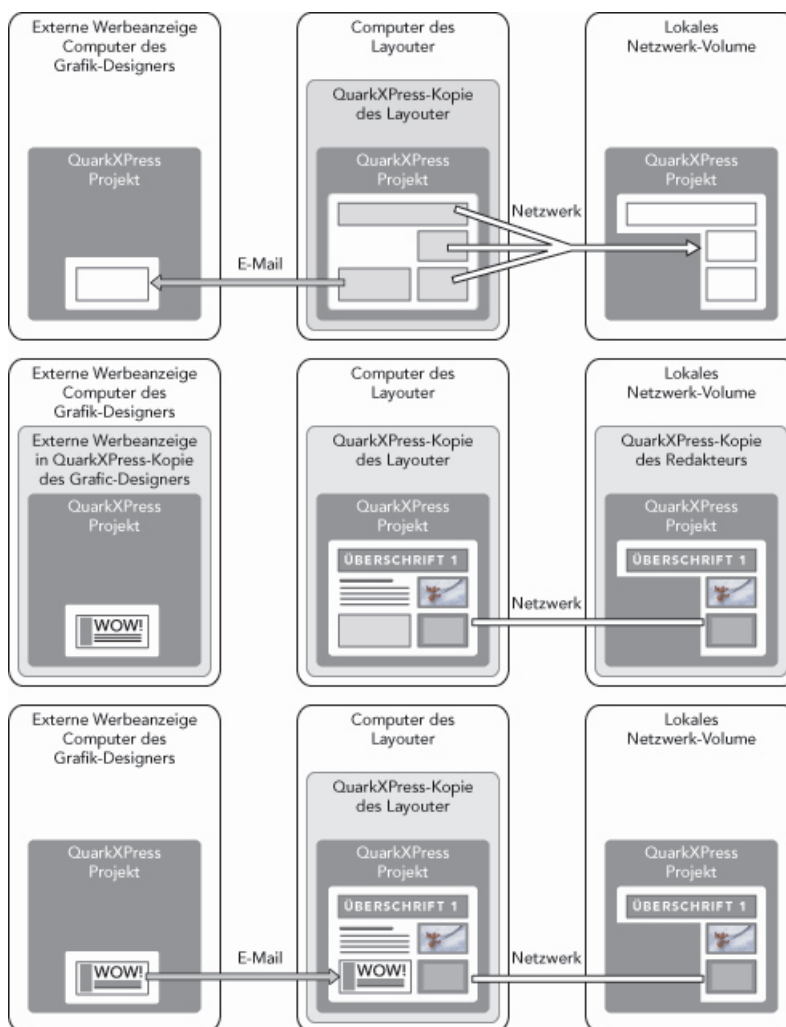 Externe Werbeanzeige
Computer des
Grafik-Designers
QuarkXPress
Projekt
E-Mail
Computer des
Layouter
QuarkXPress-Kopie
des Layouter
QuarkXPress
Projekt
Netzwerk
Lokales
Netzwerk-Volume
QuarkXPress
Projekt
Externe Werbeanzeige
Computer des
Grafik-Designers
Externe Werbeanzeige
in QuarkXPress-Kopie
des Grafic-Designers
QuarkXPress
Projekt
WOW!
Computer des
Layouter
QuarkXPress-Kopie
des Layouter
QuarkXPress
Projekt
ÜBERSCHRIFT 1
Netzwerk
Lokales
Netzwerk-Volume
QuarkXPress-Kopie
des Redakteurs
QuarkXPress
Projekt
ÜBERSCHRIFT 1
Externe Werbeanzeige
Computer des
Grafik-Designers
QuarkXPress
Projekt
WOW!
E-Mail
Computer des
Layouter
QuarkXPress-Kopie
des Layouter
QuarkXPress
Projekt
ÜBERSCHRIFT 1
WOW!
Netzwerk
Lokales
Netzwerk-Volume
QuarkXPress
Projekt
ÜBERSCHRIFT 1